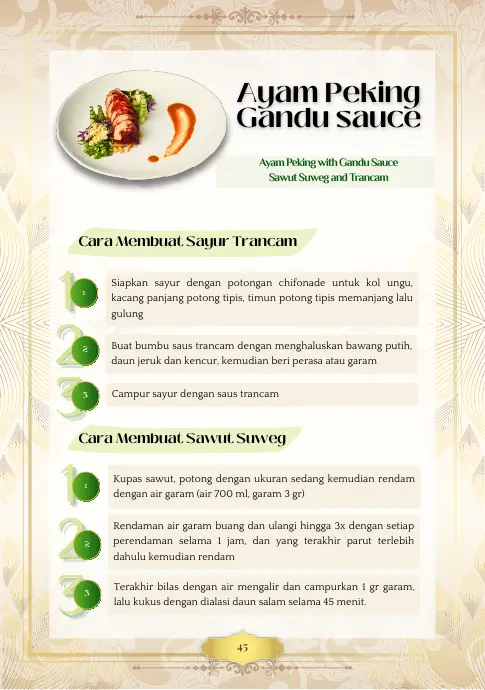 Ayam Peking
Gandu sauce
Ayam Peking with Gandu Sauce
Sawut Suweg and Trancam
Cara Membuat Sayur Trancam
1
1
Siapkan sayur dengan potongan chifonade untuk kol ungu,
kacang panjang potong tipis, timun potong tipis memanjang lalu
gulung
2
2
Buat bumbu saus trancam dengan menghaluskan bawang putih,
daun jeruk dan kencur, kemudian beri perasa atau garam
3
3
Campur sayur dengan saus trancam
Cara Membuat Sawut Suweg
1
1
Kupas sawut, potong dengan ukuran sedang kemudian rendam
dengan air garam (air 700 ml, garam 3 gr)
2
2
Rendaman air garam buang dan ulangi hingga 3x dengan setiap
perendaman selama 1 jam, dan yang terakhir parut terlebih
dahulu kemudian rendam
3
3
Terakhir bilas dengan air mengalir dan campurkan 1 gr garam,
lalu kukus dengan dialasi daun salam selama 45 menit.
45